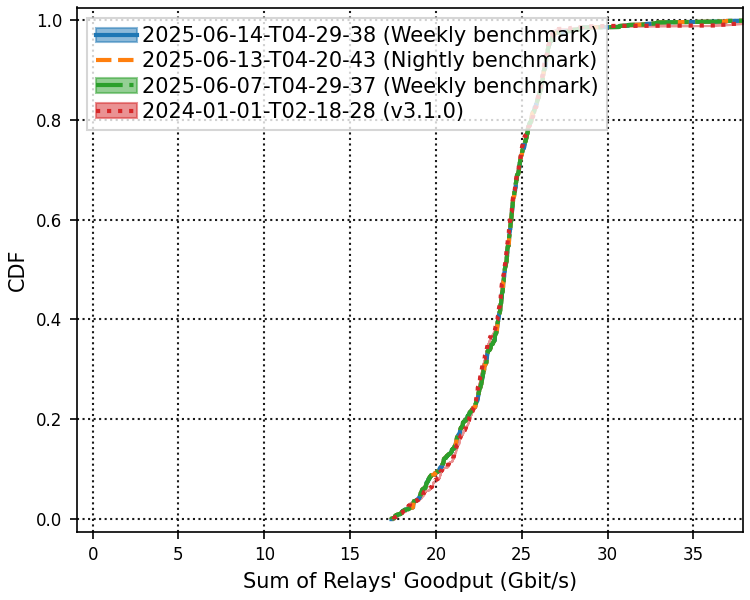 1.0
0.8
0.6
0.4
0.2
0.0
CDF
2025-06-14-T04-29-38 (Weekly benchmark)
2025-06-13-T04-20-43 (Nightly benchmark)
2025-06-07-T04-29-37 (Weekly benchmark)
2024-01-01-T02-18-28 (v3.1.0)
0 5 10 15 20 25 30 35
Sum of Relays' Goodput (Gbit/s)